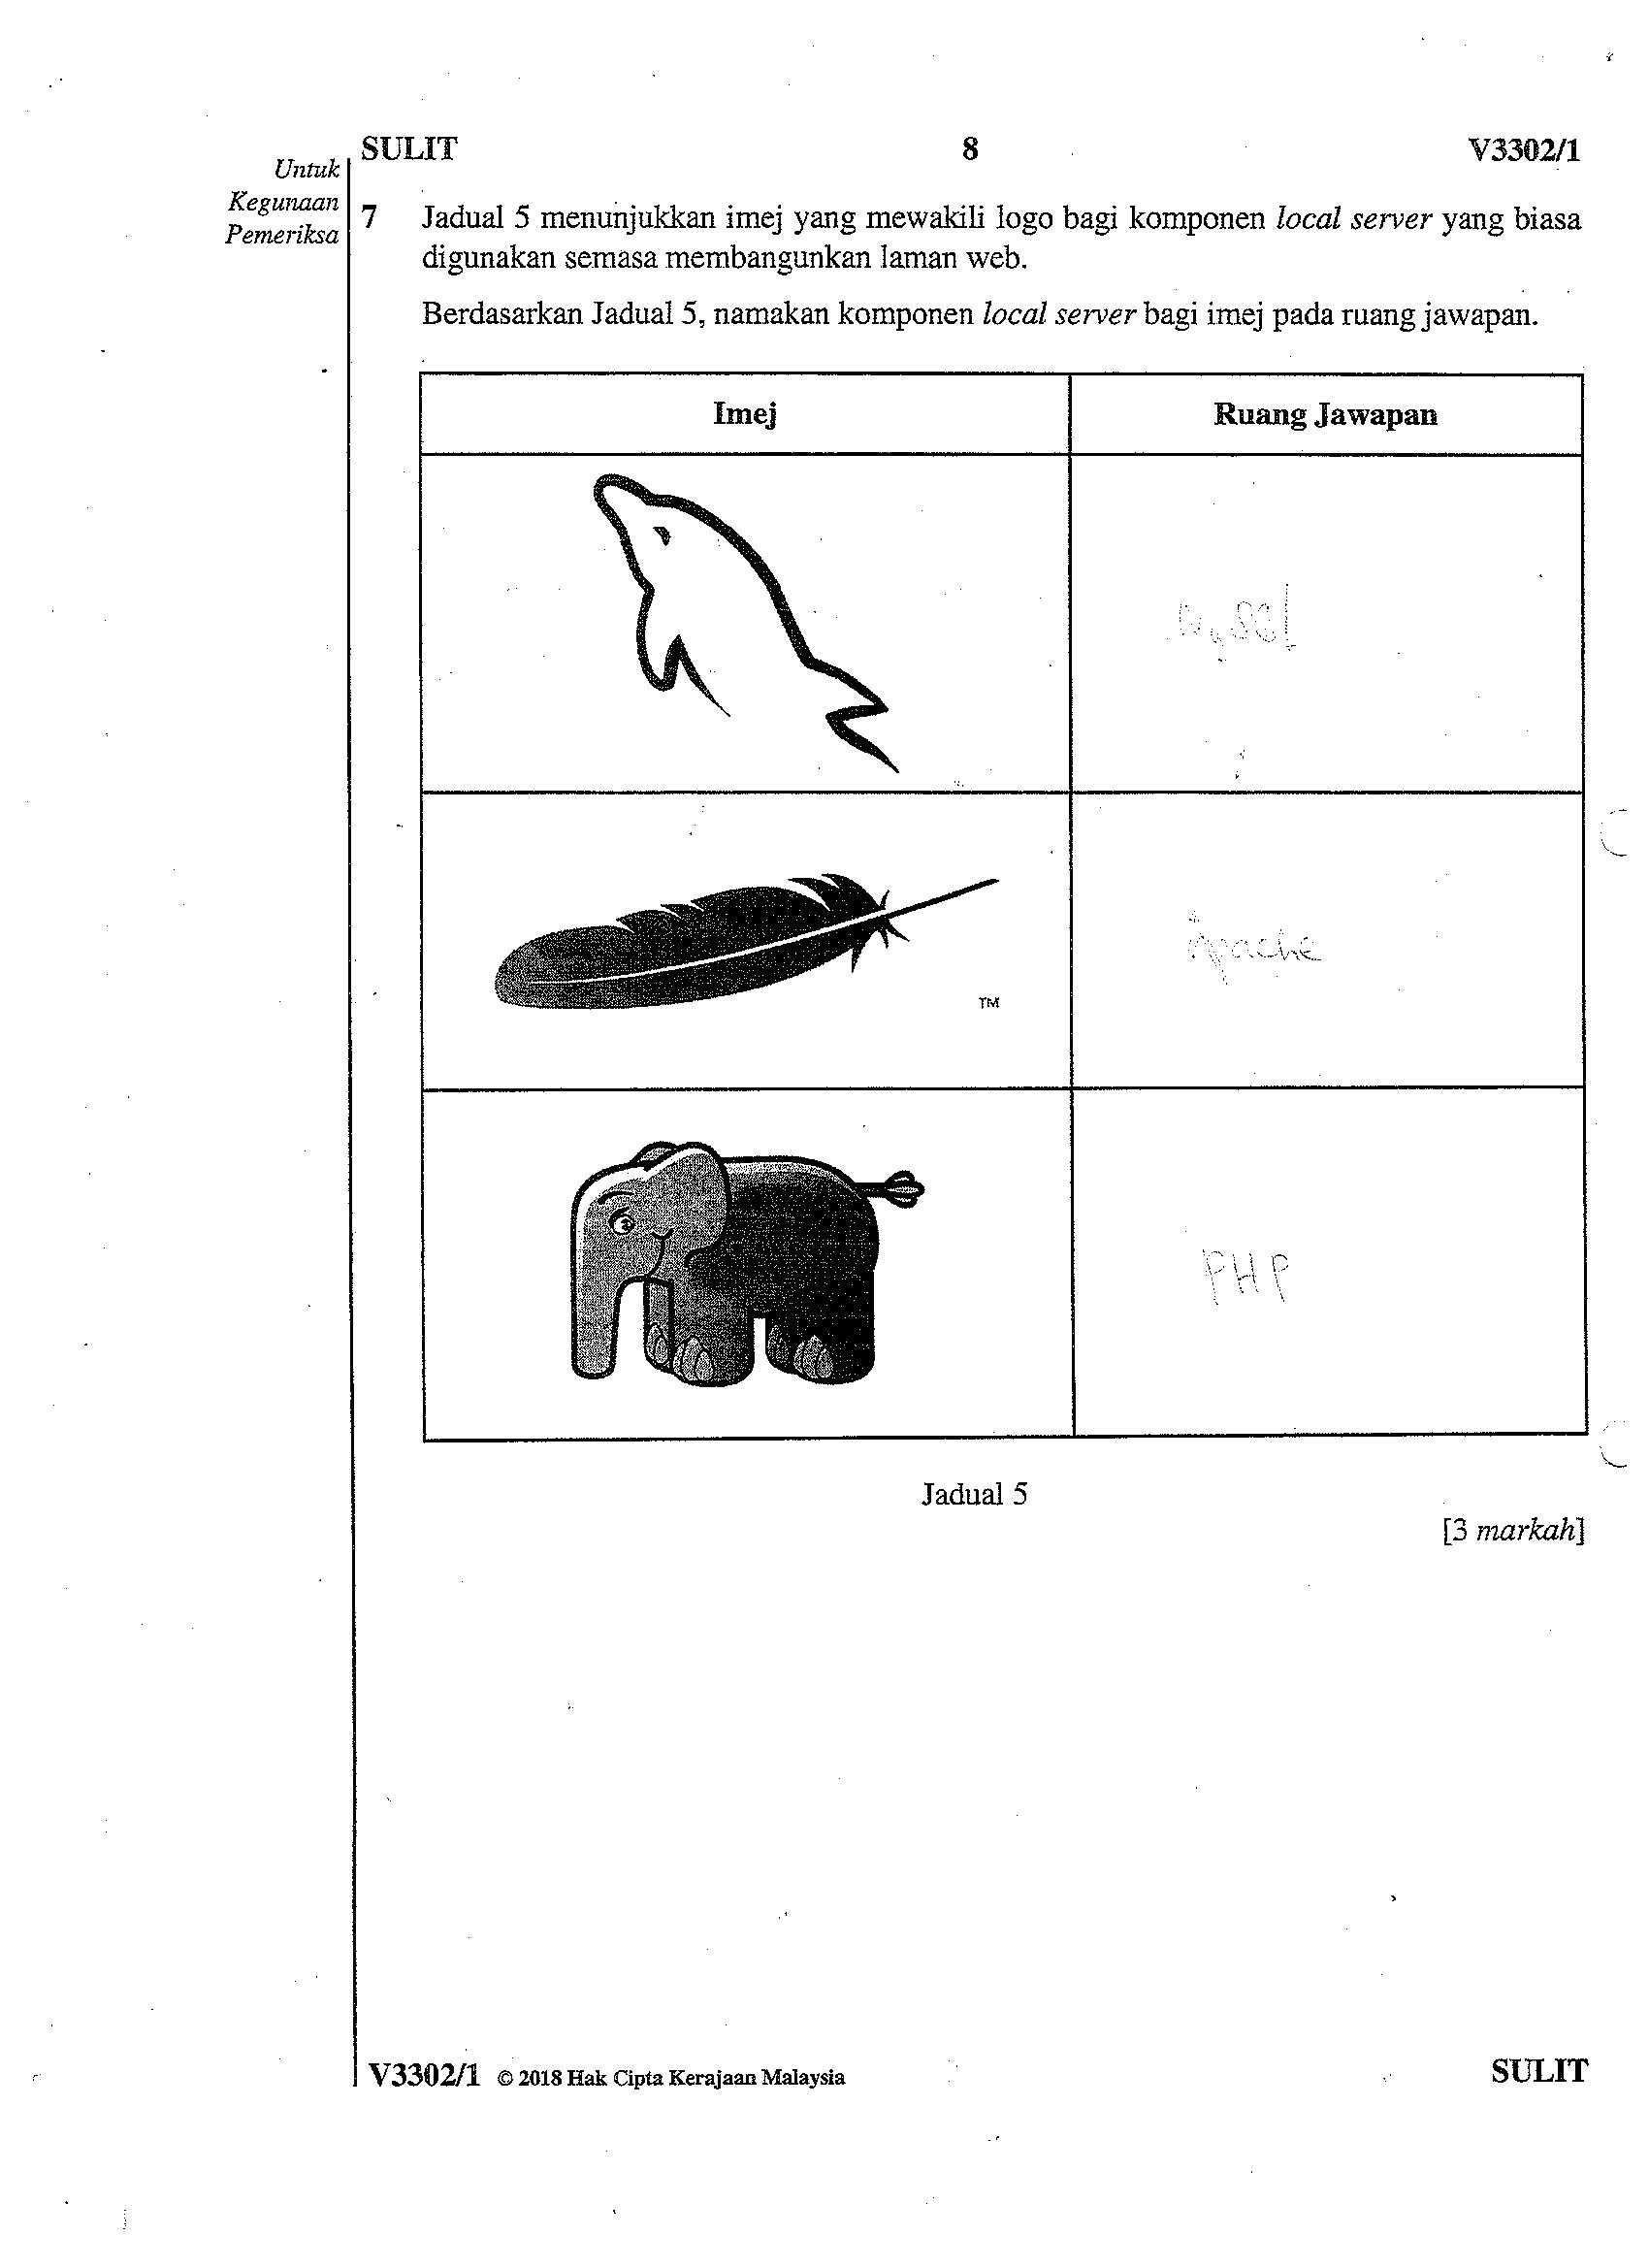 SULIT 8 V3302/1
Untuk
Kegunaan
Pemeriksa
7 Jadual 5 menunjukkan imej yang mewakili logo bagi komponen local server yang biasa
digunakan semasa membangunkan laman web.
Berdasarkan Jadual 5, namakan komponen local server bagi imej pada ruang jawapan.
Imej Ruang Jawapan
TM
Apache
PHP
Jadual 5
[3 markah]
V3302/1 © 2018 Hak Cipta Kerajaan Malaysia SULIT